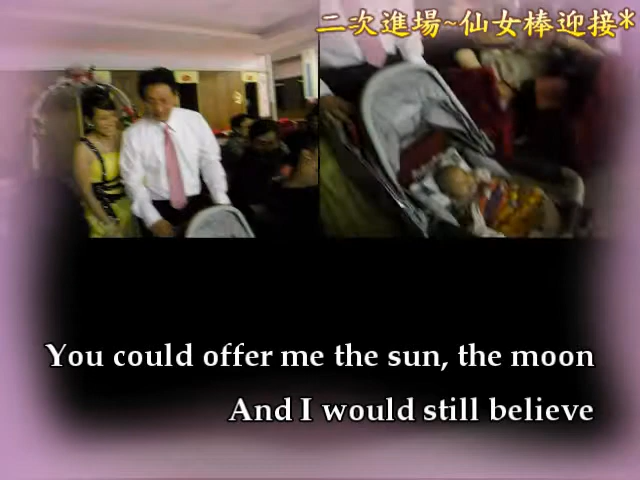 二次進場~仙女棒迎接*
You could offer me the sun, the moon
And I would still believe